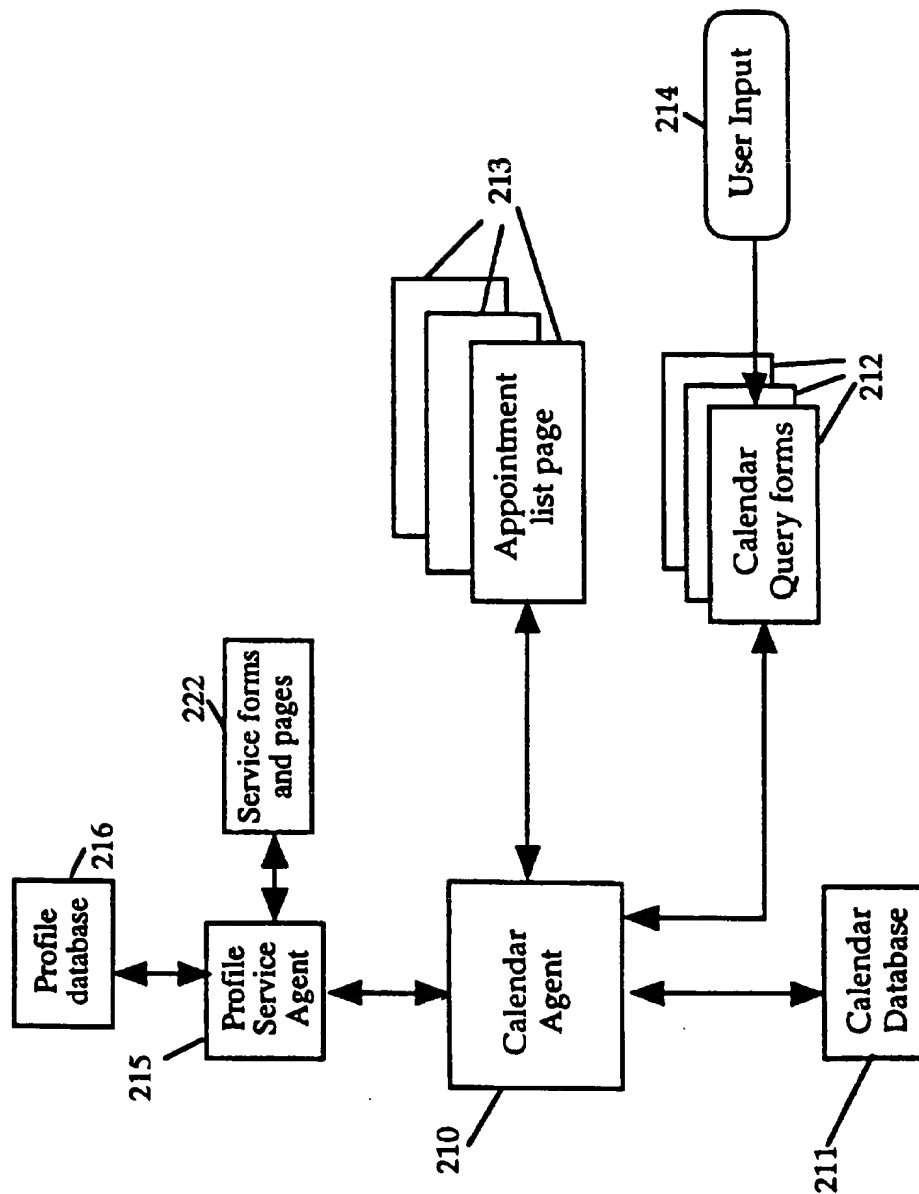 Profile
database
216
Profile
Service
Agent
215
Service forms
and pages
222
Calendar
Agent
210
Appointment
list page
213
Calendar
Database
211
Calendar
Query forms
212
User Input
214